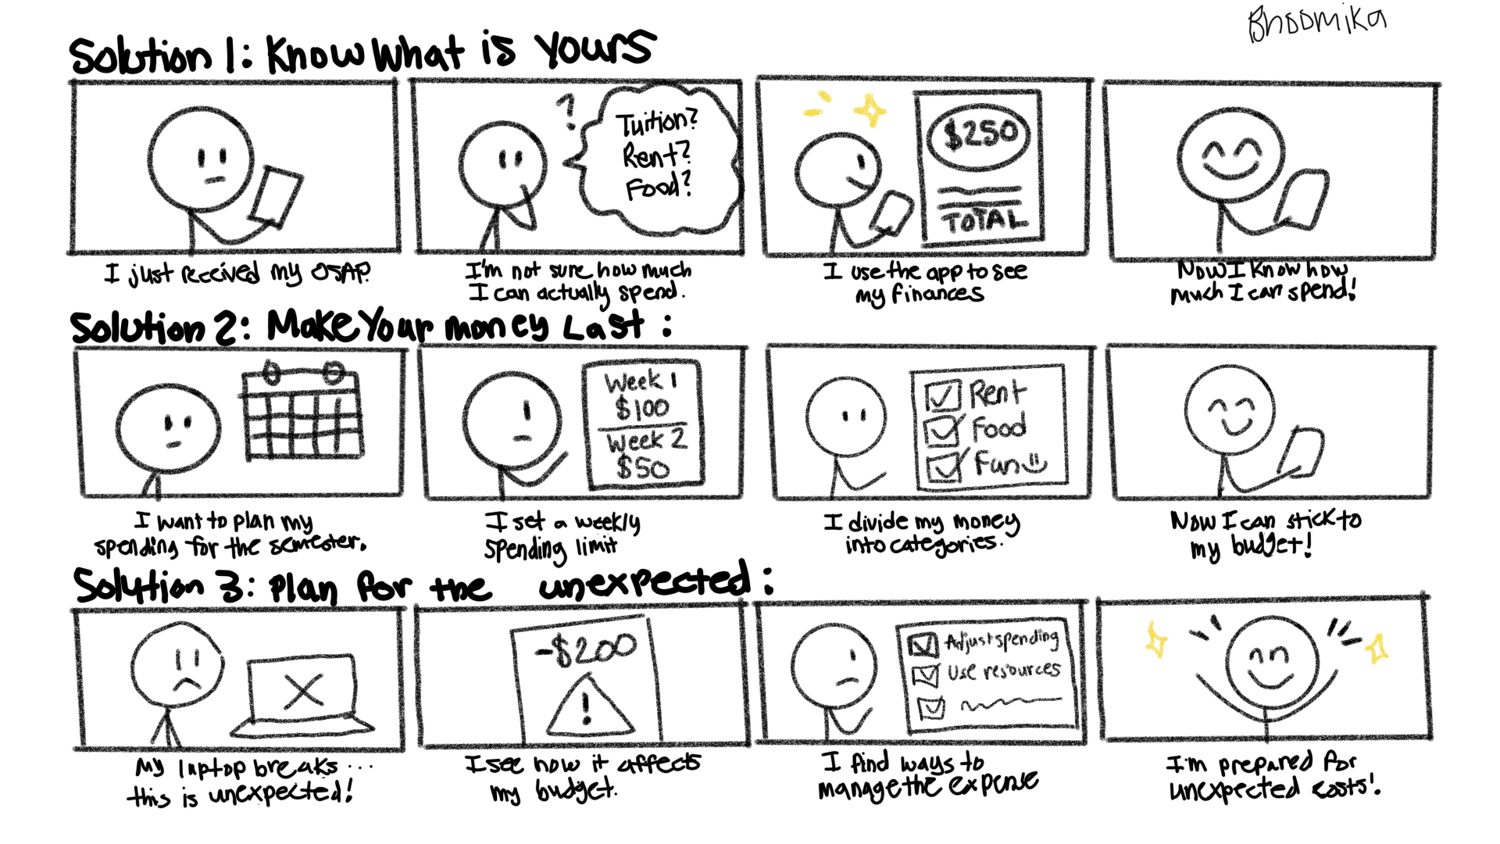 Bhoomika
Solution 1: Know What is Yours
Tuition?
Rent?
Food?
?
$250
TOTAL
I just received my OSAP.
I'm not sure how much
I can actually spend.
I use the app to see
my finances
Now I know how
much I can spend!
Solution 2: Make Your money Last:
Week 1
$100
Week 2
$50
Rent
Food
Fun
I want to plan my
spending for the semester.
I set a weekly
spending limit
I divide my money
into categories.
Now I can stick to
my budget!
Solution 3: Plan for the unexpected:
-$200
!
Adjust spending
Use resources
My laptop breaks...
this is unexpected!
I see how it affects
my budget.
I find ways to
manage the expense
I'm prepared for
unexpected costs!